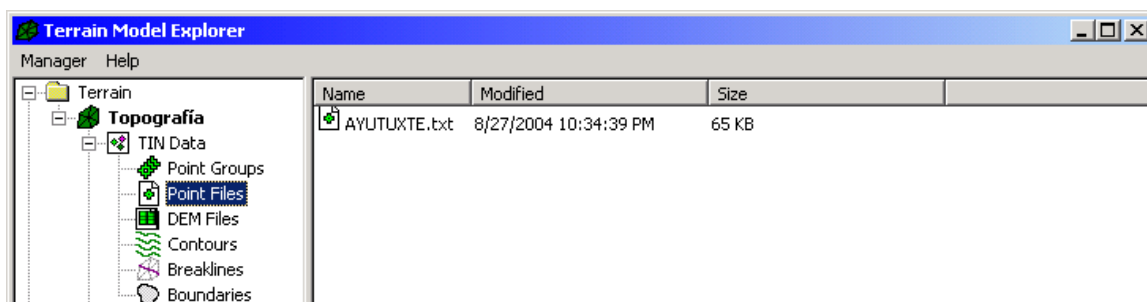 Terrain Model Explorer
Manager Help
Terrain
Topografía
TIN Data
Point Groups
Point Files
DEM Files
Contours
Breaklines
Boundaries
Name Modified Size
AYUTUXTE.txt 8/27/2004 10:34:39 PM 65 KB